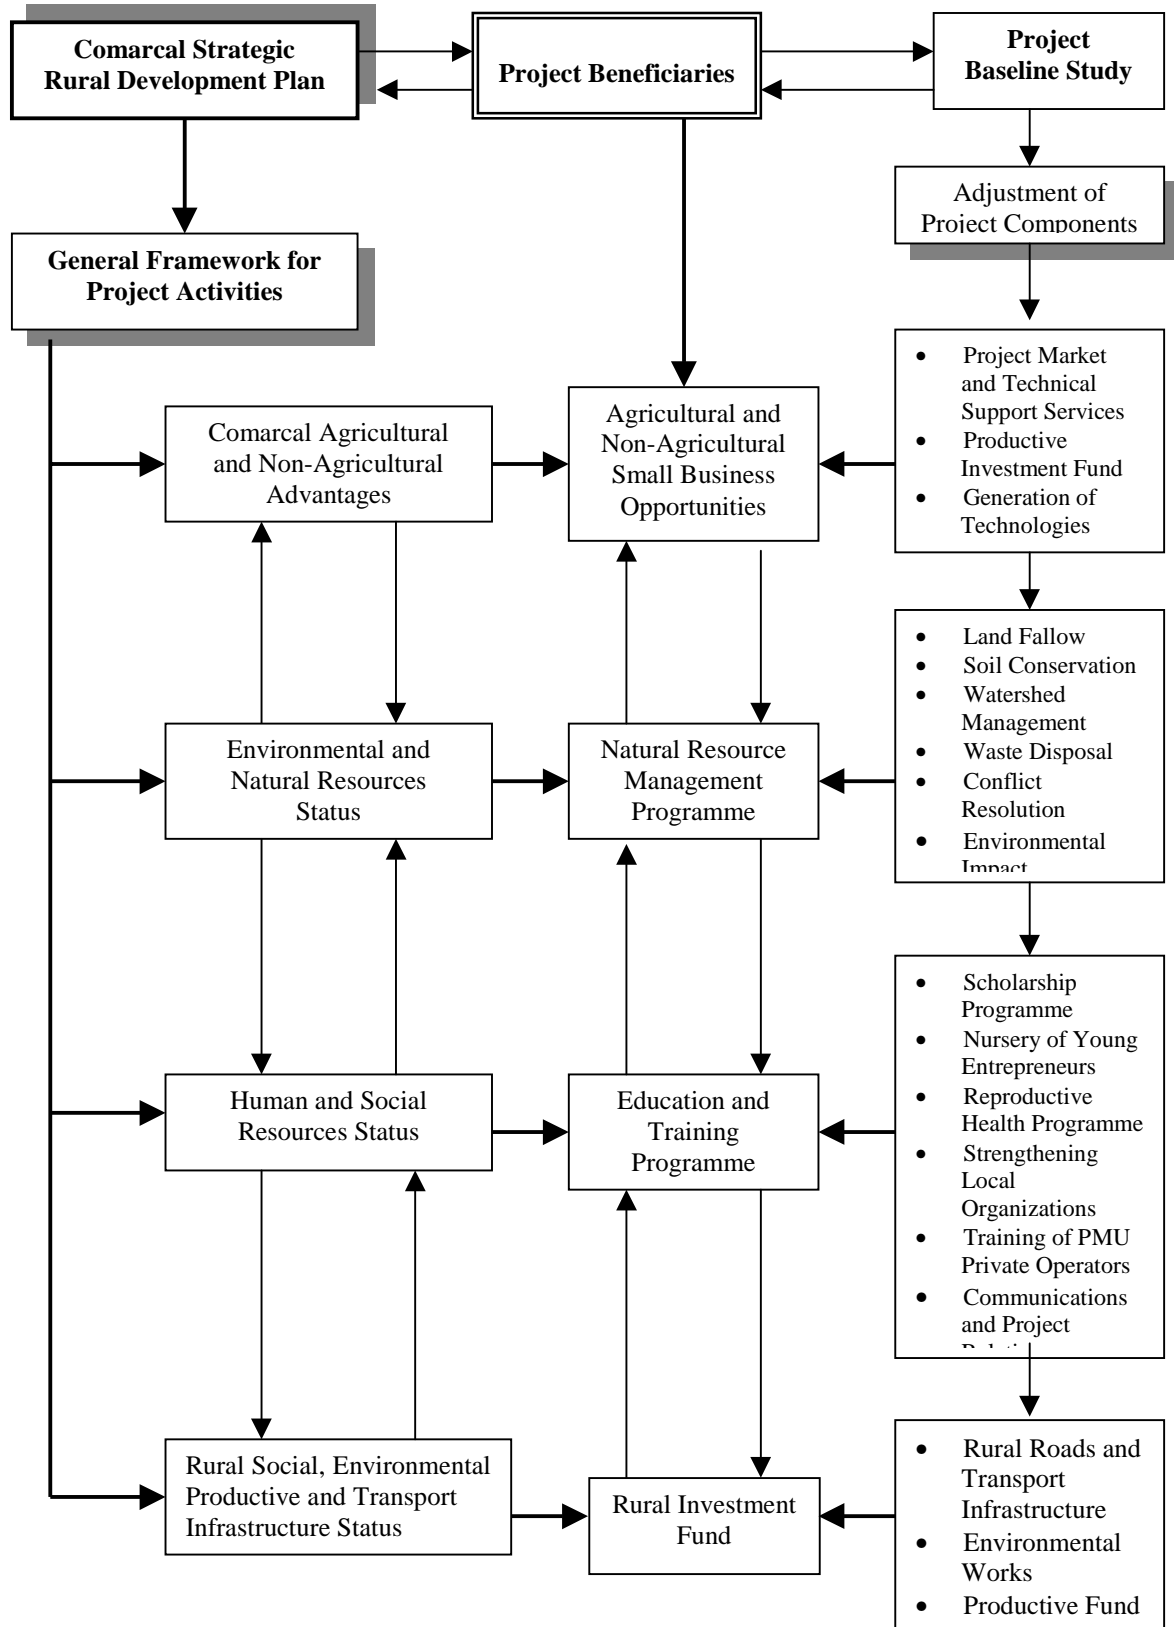 Comarcal Strategic
Rural Development Plan
Project Beneficiaries
Project
Baseline Study
Adjustment of
Project Components
General Framework for
Project Activities
• Project Market
and Technical
Support Services
• Productive
Investment Fund
• Generation of
Technologies
Comarcal Agricultural
and Non-Agricultural
Advantages
Agricultural and
Non-Agricultural
Small Business
Opportunities
• Land Fallow
• Soil Conservation
• Watershed
Management
• Waste Disposal
• Conflict
Resolution
• Environmental
Impact
Environmental and
Natural Resources
Status
Natural Resource
Management
Programme
• Scholarship
Programme
• Nursery of Young
Entrepreneurs
• Reproductive
Health Programme
• Strengthening
Local
Organizations
• Training of PMU
Private Operators
• Communications
and Project
Human and Social
Resources Status
Education and
Training
Programme
Rural Social, Environmental
Productive and Transport
Infrastructure Status
Rural Investment
Fund
• Rural Roads and
Transport
Infrastructure
• Environmental
Works
• Productive Fund